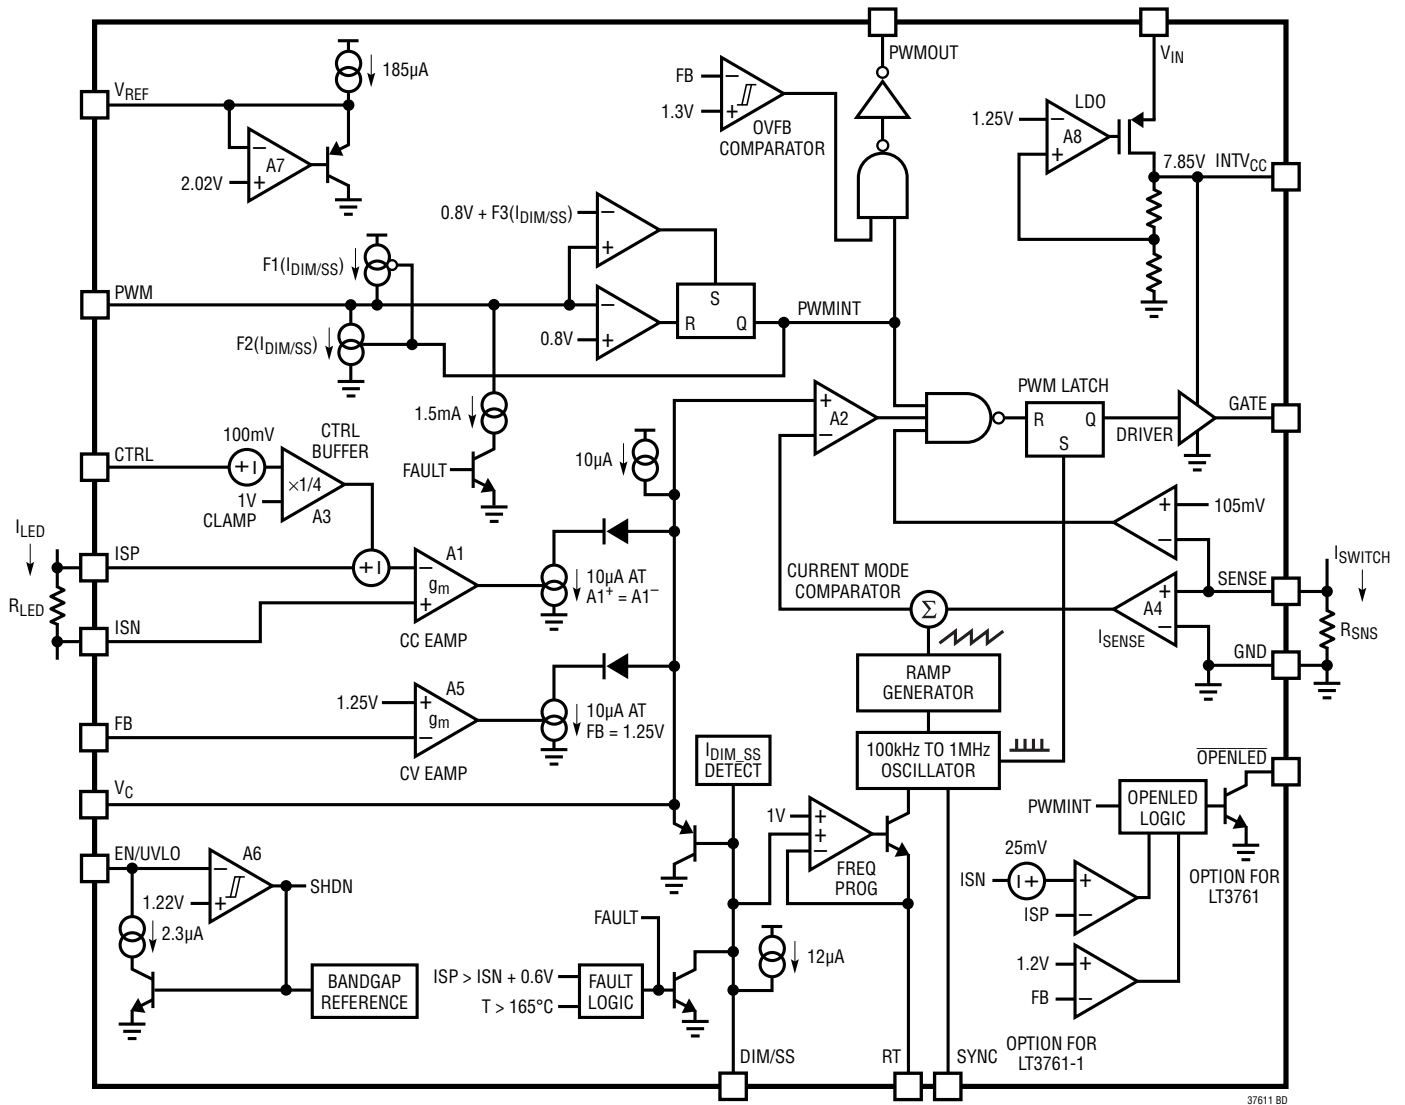 PWMOUT
V_IN
185µA
V_REF
FB
1.3V
OVFB
COMPARATOR
LDO
1.25V
A8
7.85V
INTV_CC
A7
2.02V
0.8V + F3(I_DIM/SS)
F1(I_DIM/SS)
PWM
S
R
Q
PWMINT
0.8V
F2(I_DIM/SS)
1.5mA
FAULT
PWM LATCH
A2
R
Q
S
DRIVER
GATE
CTRL
100mV
CTRL
BUFFER
×1/4
A3
1V
CLAMP
10µA
105mV
I_LED
R_LED
ISP
ISN
A1
g_m
CC EAMP
10µA AT
A1⁺ = A1⁻
CURRENT MODE
COMPARATOR
Σ
I_SENSE
A4
SENSE
I_SWITCH
R_SNS
GND
RAMP
GENERATOR
1.25V
A5
g_m
CV EAMP
10µA AT
FB = 1.25V
FB
I_DIM_SS
DETECT
100kHz TO 1MHz
OSCILLATOR
O̅P̅E̅N̅L̅E̅D̅
V_C
PWMINT
OPENLED
LOGIC
1V
FREQ
PROG
EN/UVLO
A6
1.22V
SHDN
2.3µA
25mV
ISN
ISP
OPTION FOR
LT3761
FAULT
BANDGAP
REFERENCE
ISP > ISN + 0.6V
T > 165°C
FAULT
LOGIC
12µA
1.2V
FB
OPTION FOR
LT3761-1
DIM/SS
RT
SYNC
37611 BD